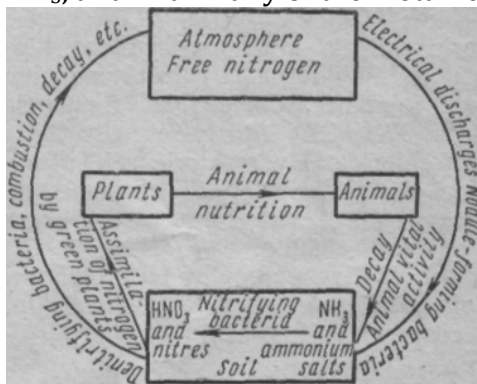 Atmosphere
Free nitrogen
Denitrifying bacteria, combustion, decay, etc.
Electrical discharges Nodule-forming bacteria
Plants
Animal
nutrition
Animals
Assimila
tion of nitrogen
by green plants
Decay
Animal vital
activity
HNO3
and
nitres
Nitrifying
bacteria
Soil
NH3
and
ammonium
salts